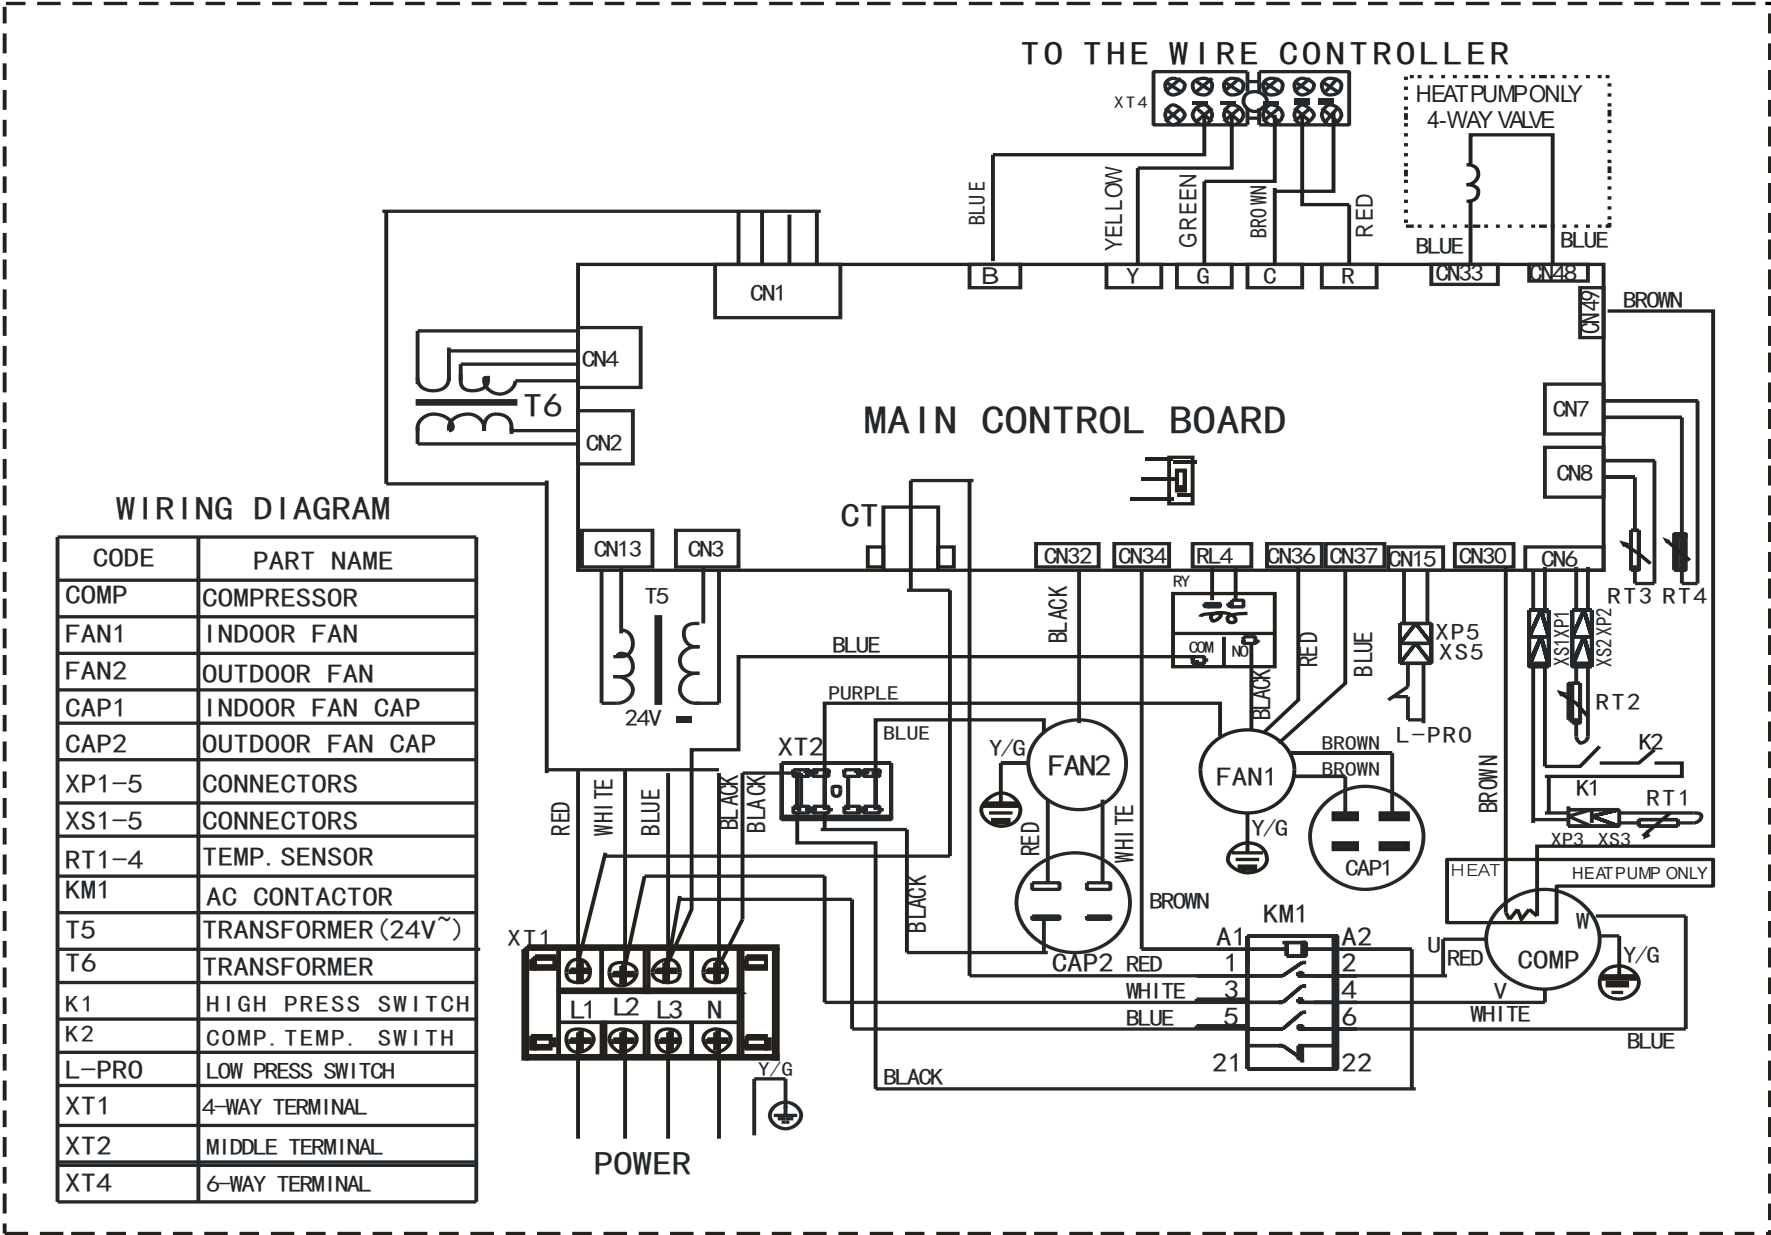 TO THE WIRE CONTROLLER
XT4
HEAT PUMP ONLY
4-WAY VALVE
BLUE
YELLOW
GREEN
BROWN
RED
BLUE
BLUE
B
Y
G
C
R
CN33
CN48
CN1
CN49
BROWN
CN4
T6
CN2
MAIN CONTROL BOARD
CN7
CN8
CT
CN13
CN3
CN32
CN34
RL4
CN36
CN37
CN15
CN30
CN6
WIRING DIAGRAM
CODE PART NAME
COMP COMPRESSOR
FAN1 INDOOR FAN
FAN2 OUTDOOR FAN
CAP1 INDOOR FAN CAP
CAP2 OUTDOOR FAN CAP
XP1-5 CONNECTORS
XS1-5 CONNECTORS
RT1-4 TEMP. SENSOR
KM1 AC CONTACTOR
T5 TRANSFORMER(24V~)
T6 TRANSFORMER
K1 HIGH PRESS SWITCH
K2 COMP. TEMP. SWITH
L-PRO LOW PRESS SWITCH
XT1 4-WAY TERMINAL
XT2 MIDDLE TERMINAL
XT4 6-WAY TERMINAL
T5
24V
BLACK
RY
COM
NO
BLUE
RED
BLUE
BLACK
XP5
XS5
L-PRO
XS1 XP1
XS2 XP2
RT3 RT4
RT2
K2
K1
RT1
XP3 XS3
PURPLE
BLUE
XT2
O
Y/G
FAN2
FAN1
BROWN
BROWN
BROWN
Y/G
CAP1
RED
WHITE
BLUE
BLACK
BLACK
RED
WHITE
BLACK
CAP2
BROWN
HEAT
HEAT PUMP ONLY
KM1
XT1
L1 L2 L3 N
A1 A2
RED 1 2
WHITE 3 4
BLUE 5 6
21 22
U
RED
COMP
W
V
WHITE
Y/G
BLUE
BLACK
Y/G
POWER